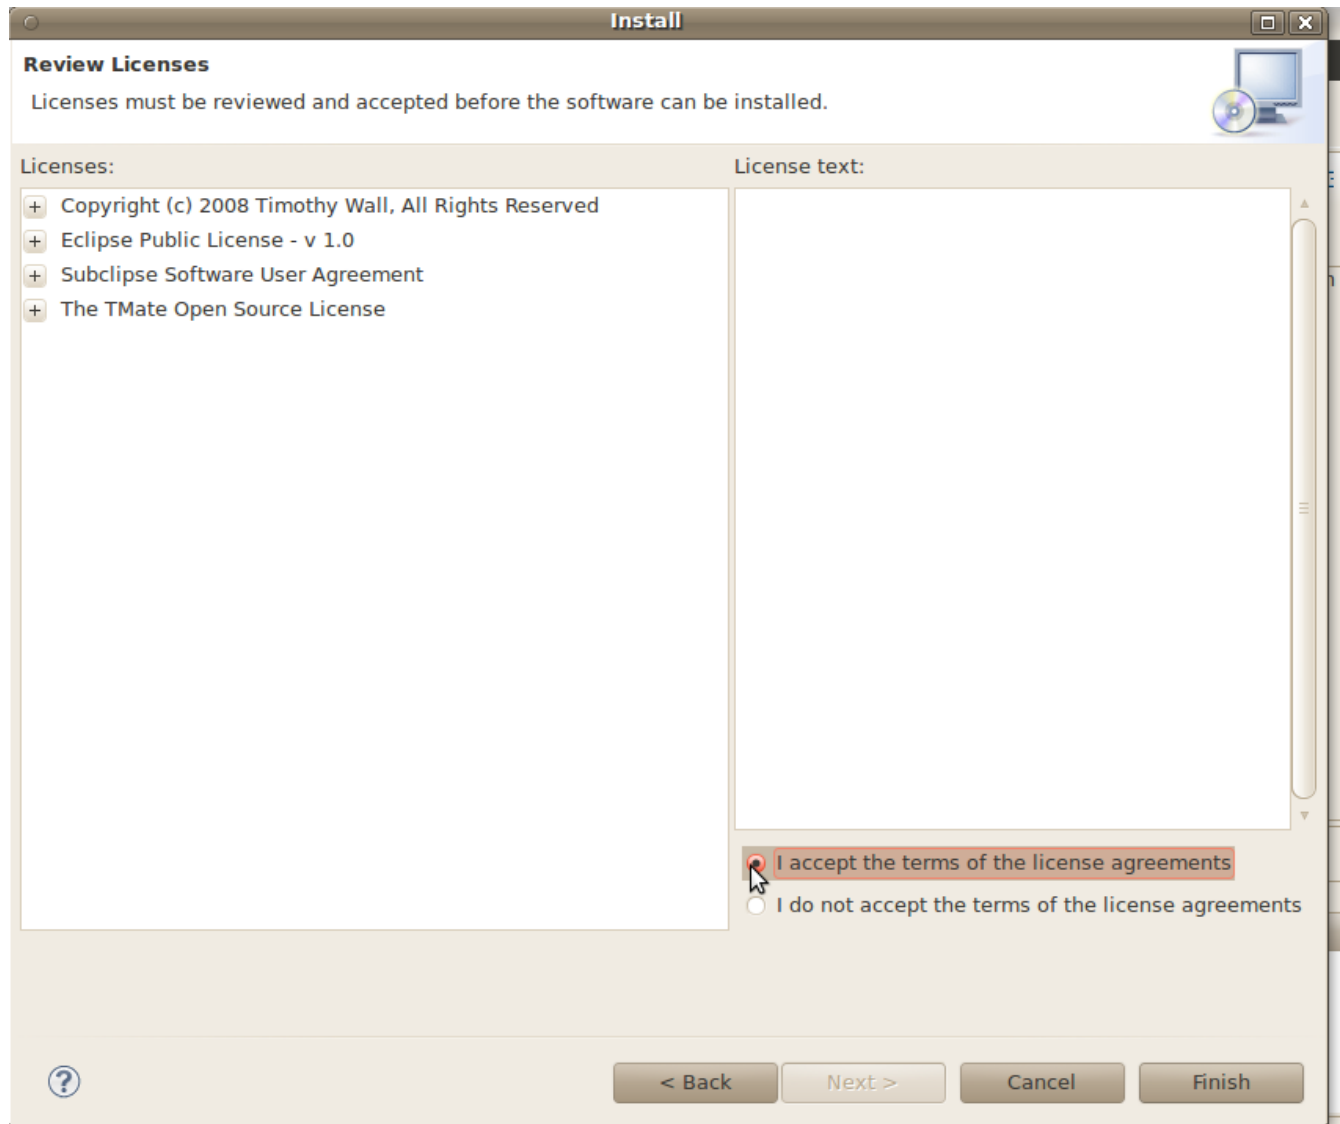 Install
Review Licenses
Licenses must be reviewed and accepted before the software can be installed.
Licenses:
License text:
Copyright (c) 2008 Timothy Wall, All Rights Reserved
Eclipse Public License - v 1.0
Subclipse Software User Agreement
The TMate Open Source License
I accept the terms of the license agreements
I do not accept the terms of the license agreements
< Back
Next >
Cancel
Finish